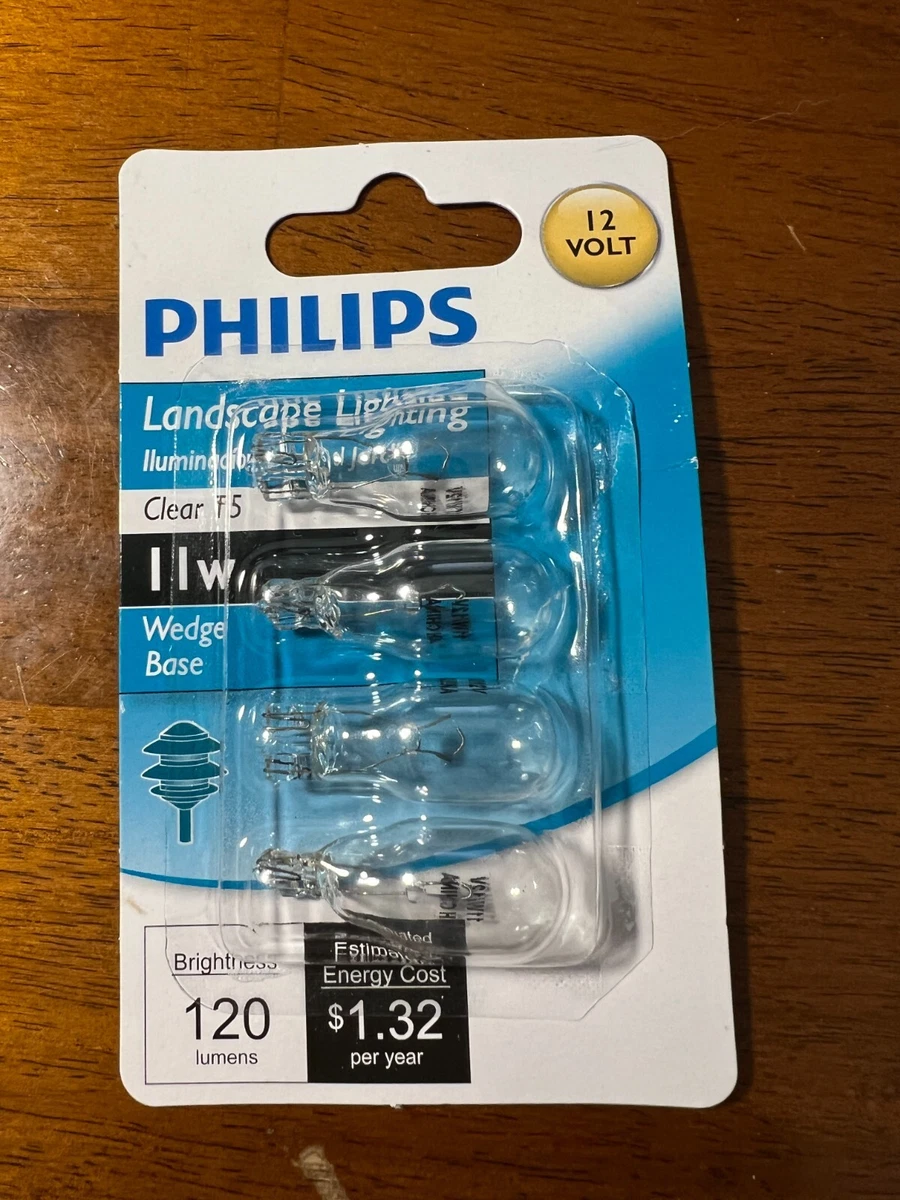 12
VOLT
PHILIPS
Landscape Lighting
Clear T5
11w
Wedge
Base
Brightness
120
lumens
Estimated
Energy Cost
$1.32
per year